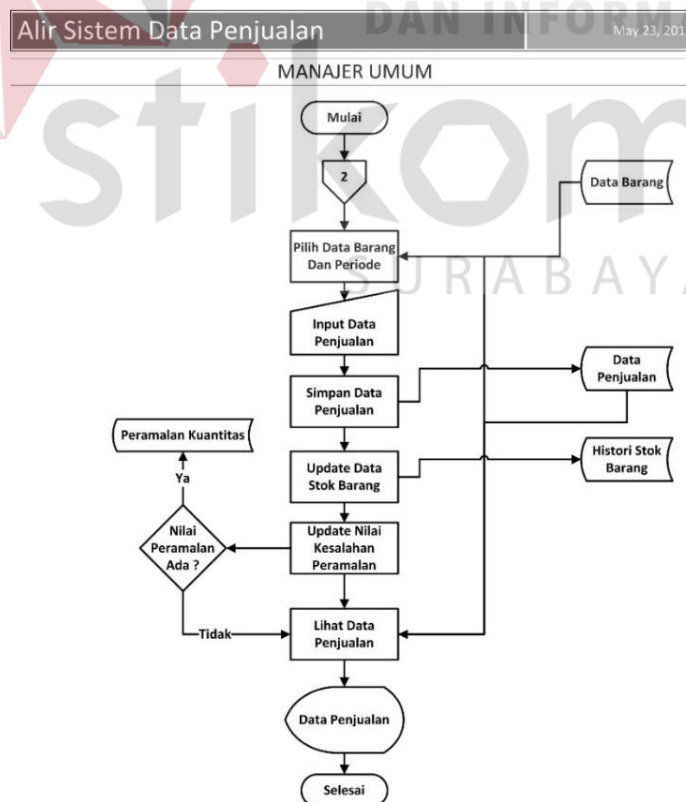 DAN INFORM
Alir Sistem Data Penjualan
May 23, 201
MANAJER UMUM
stikom
SURABAYA
Mulai
2
Data Barang
Pilih Data Barang
Dan Periode
Input Data
Penjualan
Simpan Data
Penjualan
Data
Penjualan
Peramalan Kuantitas
Ya
Update Data
Stok Barang
Histori Stok
Barang
Nilai
Peramalan
Ada ?
Update Nilai
Kesalahan
Peramalan
Tidak
Lihat Data
Penjualan
Data Penjualan
Selesai